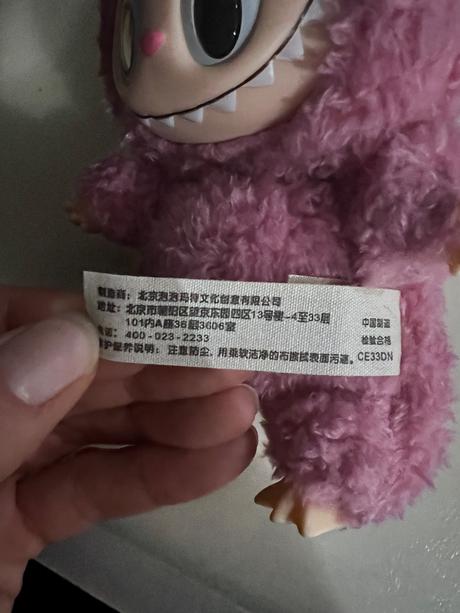 制造商：北京泡泡玛特文化创意有限公司
地址：北京市朝阳区望京东园四区13号楼-4至33层
101内A座36层3606室
电话：400-023-2233
维护保养说明：注意防尘，用柔软洁净的布擦拭表面污渍。
中国制造
检验合格
CE33DN